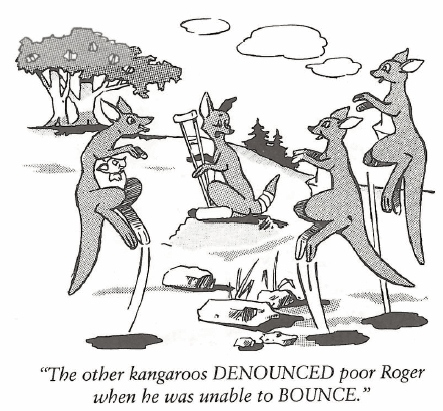 "The other kangaroos DENOUNCED poor Roger
when he was unable to BOUNCE."